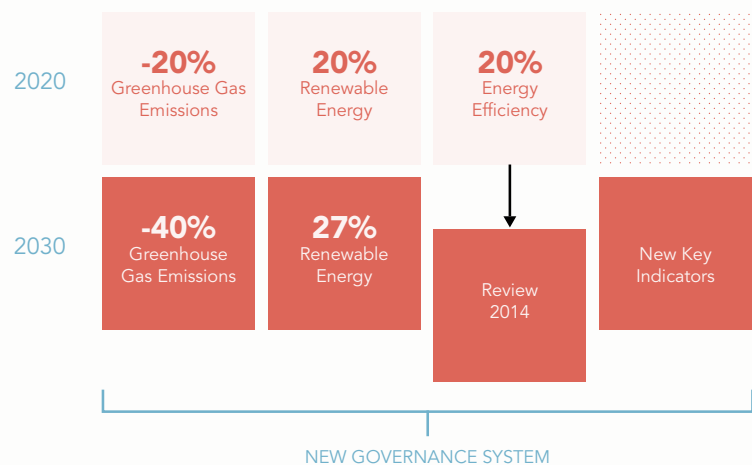 2020
-20%
Greenhouse Gas
Emissions
20%
Renewable
Energy
20%
Energy
Efficiency
2030
-40%
Greenhouse
Gas Emissions
27%
Renewable
Energy
Review
2014
New Key
Indicators
NEW GOVERNANCE SYSTEM